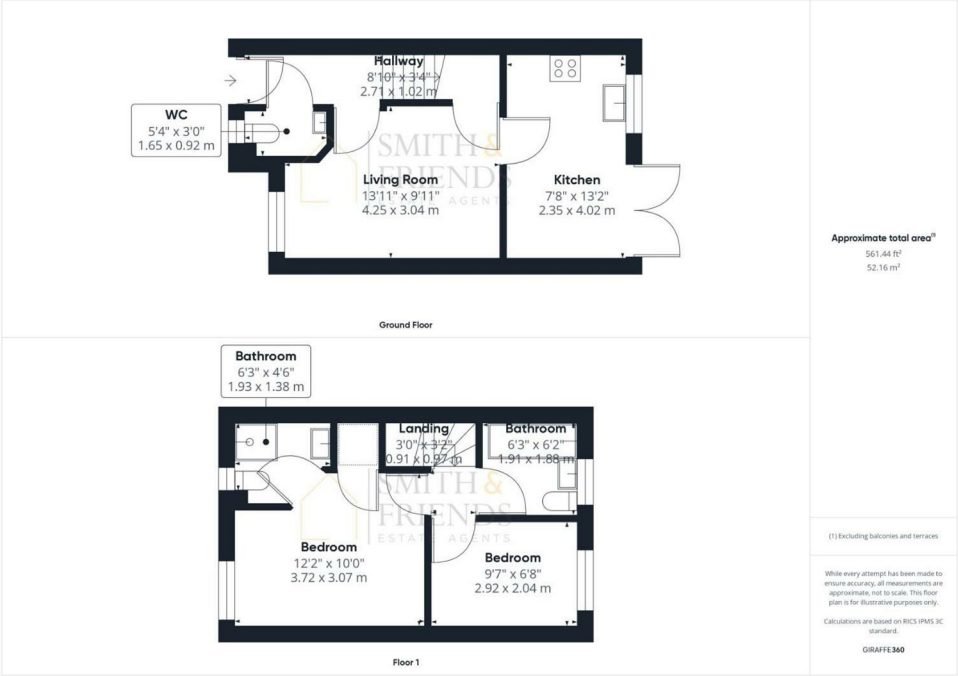 Hallway
8'10" x 3'4"
2.71 x 1.02 m
WC
5'4" x 3'0"
1.65 x 0.92 m
SMITH &
FRIENDS
ESTATE AGENTS
Living Room
13'11" x 9'11"
4.25 x 3.04 m
Kitchen
7'8" x 13'2"
2.35 x 4.02 m
Ground Floor
Bathroom
6'3" x 4'6"
1.93 x 1.38 m
Landing
3'0" x 3'2"
0.91 x 0.97 m
Bathroom
6'3" x 6'2"
1.91 x 1.88 m
SMITH &
FRIENDS
ESTATE AGENTS
Bedroom
12'2" x 10'0"
3.72 x 3.07 m
Bedroom
9'7" x 6'8"
2.92 x 2.04 m
Floor 1
Approximate total area(1)
561.44 ft²
52.16 m²
(1) Excluding balconies and terraces
While every attempt has been made to
ensure accuracy, all measurements are
approximate, not to scale. This floor
plan is for illustrative purposes only.
Calculations are based on RICS IPMS 3C
standard.
GIRAFFE360